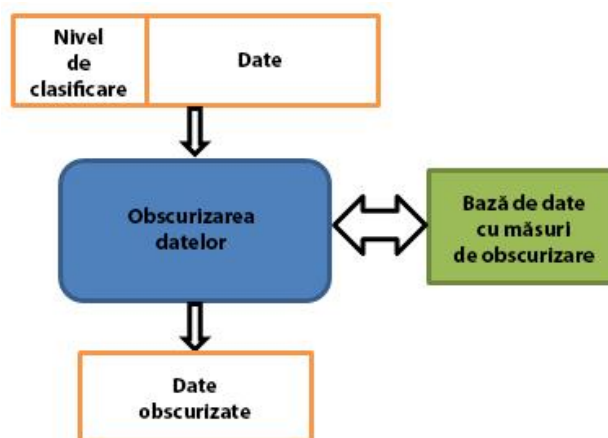 Nivel
de
clasificare
Date
Obscurizarea
datelor
Bază de date
cu măsuri
de obscurizare
Date
obscurizate